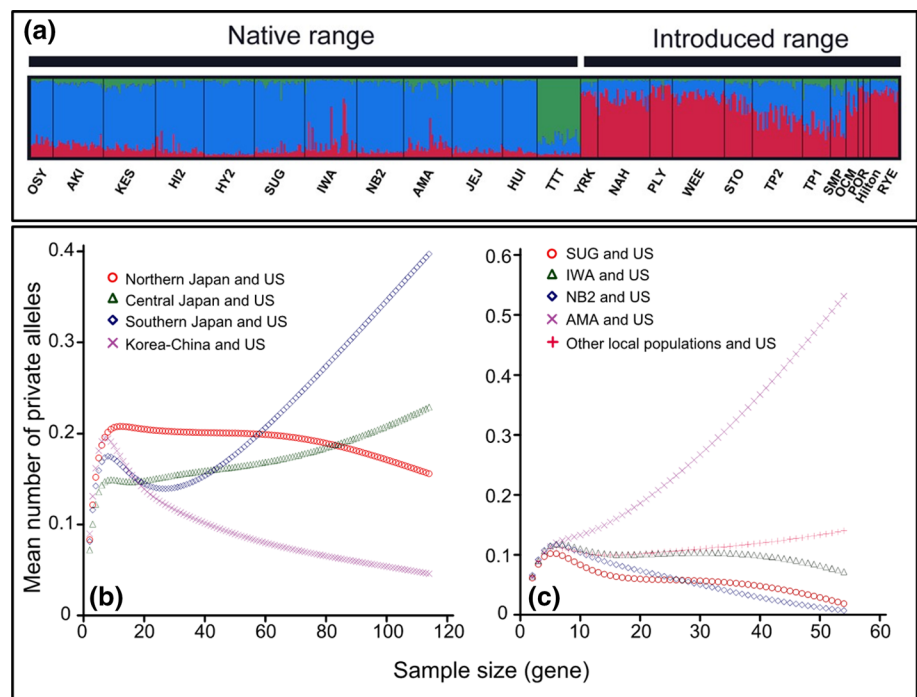 (a)
Native range
Introduced range
OSY AKI KES HI2 HY2 SUG IWA NB2 AMA JEJ HUI TTT YRK NAH PLY WEE STO TP2 TP1 SMP OCM POR Hilton RYE
Mean number of private alleles
0.4
0.3
0.2
0.1
0
Northern Japan and US
Central Japan and US
Southern Japan and US
Korea-China and US
(b)
0 20 40 60 80 100 120
0.6
0.5
0.4
0.3
0.2
0.1
0
SUG and US
IWA and US
NB2 and US
AMA and US
Other local populations and US
(c)
0 10 20 30 40 50 60
Sample size (gene)